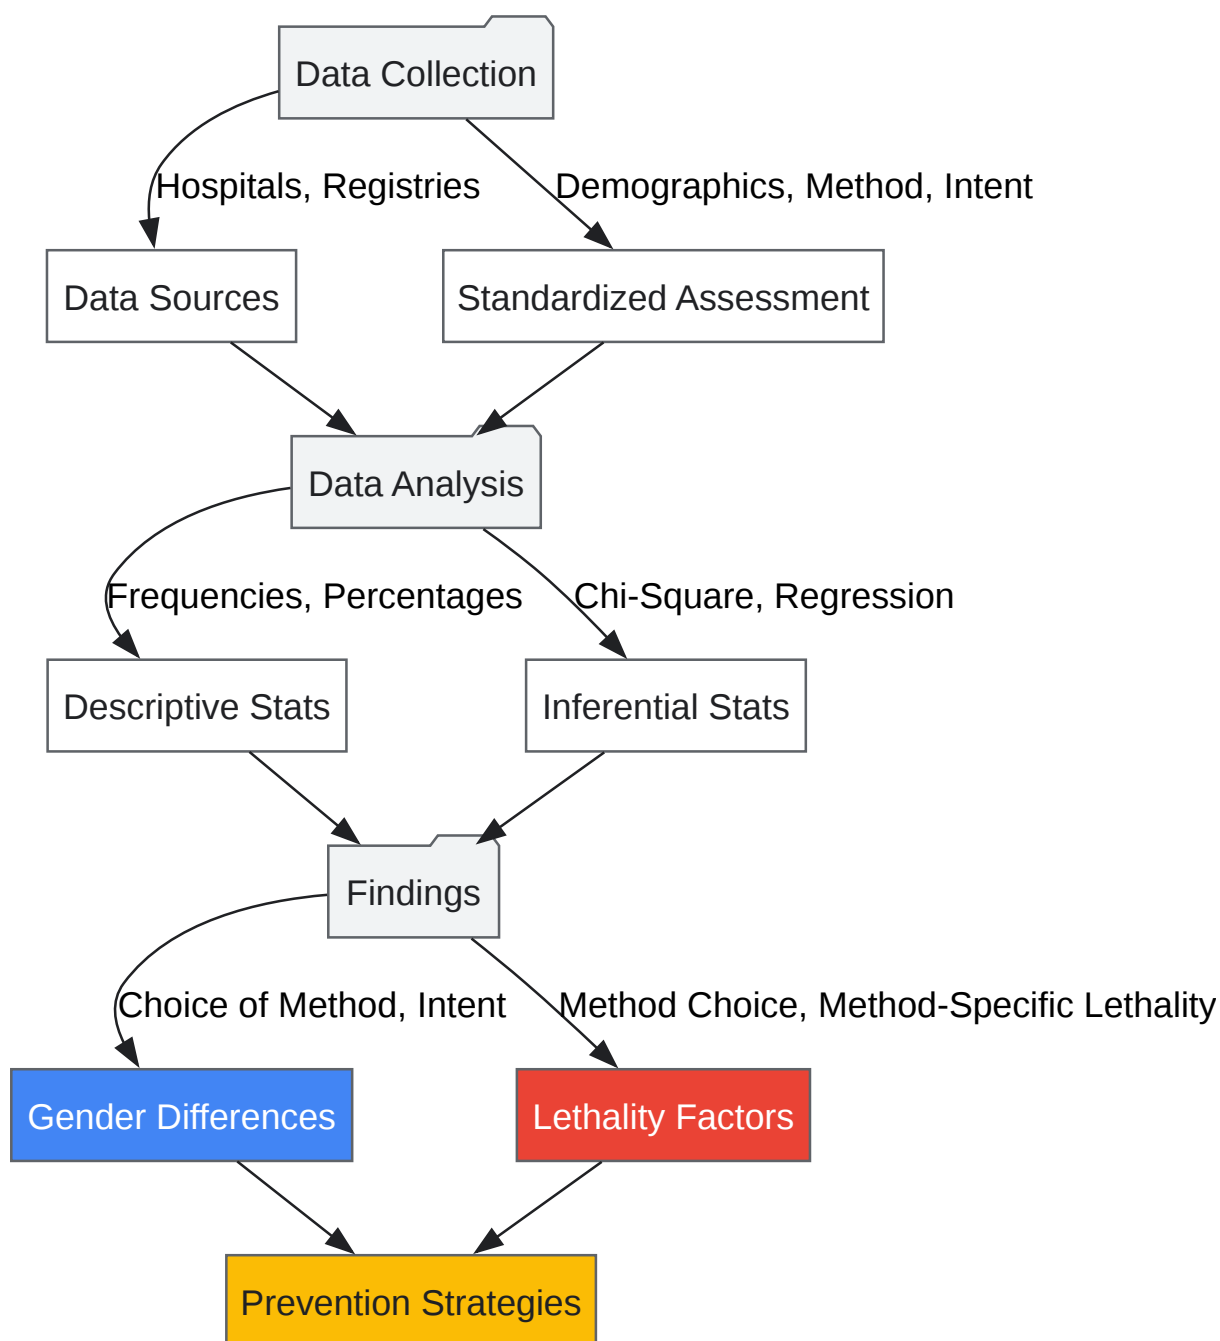 Data Collection
Hospitals, Registries
Demographics, Method, Intent
Data Sources
Standardized Assessment
Data Analysis
Frequencies, Percentages
Chi-Square, Regression
Descriptive Stats
Inferential Stats
Findings
Choice of Method, Intent
Method Choice, Method-Specific Lethality
Gender Differences
Lethality Factors
Prevention Strategies